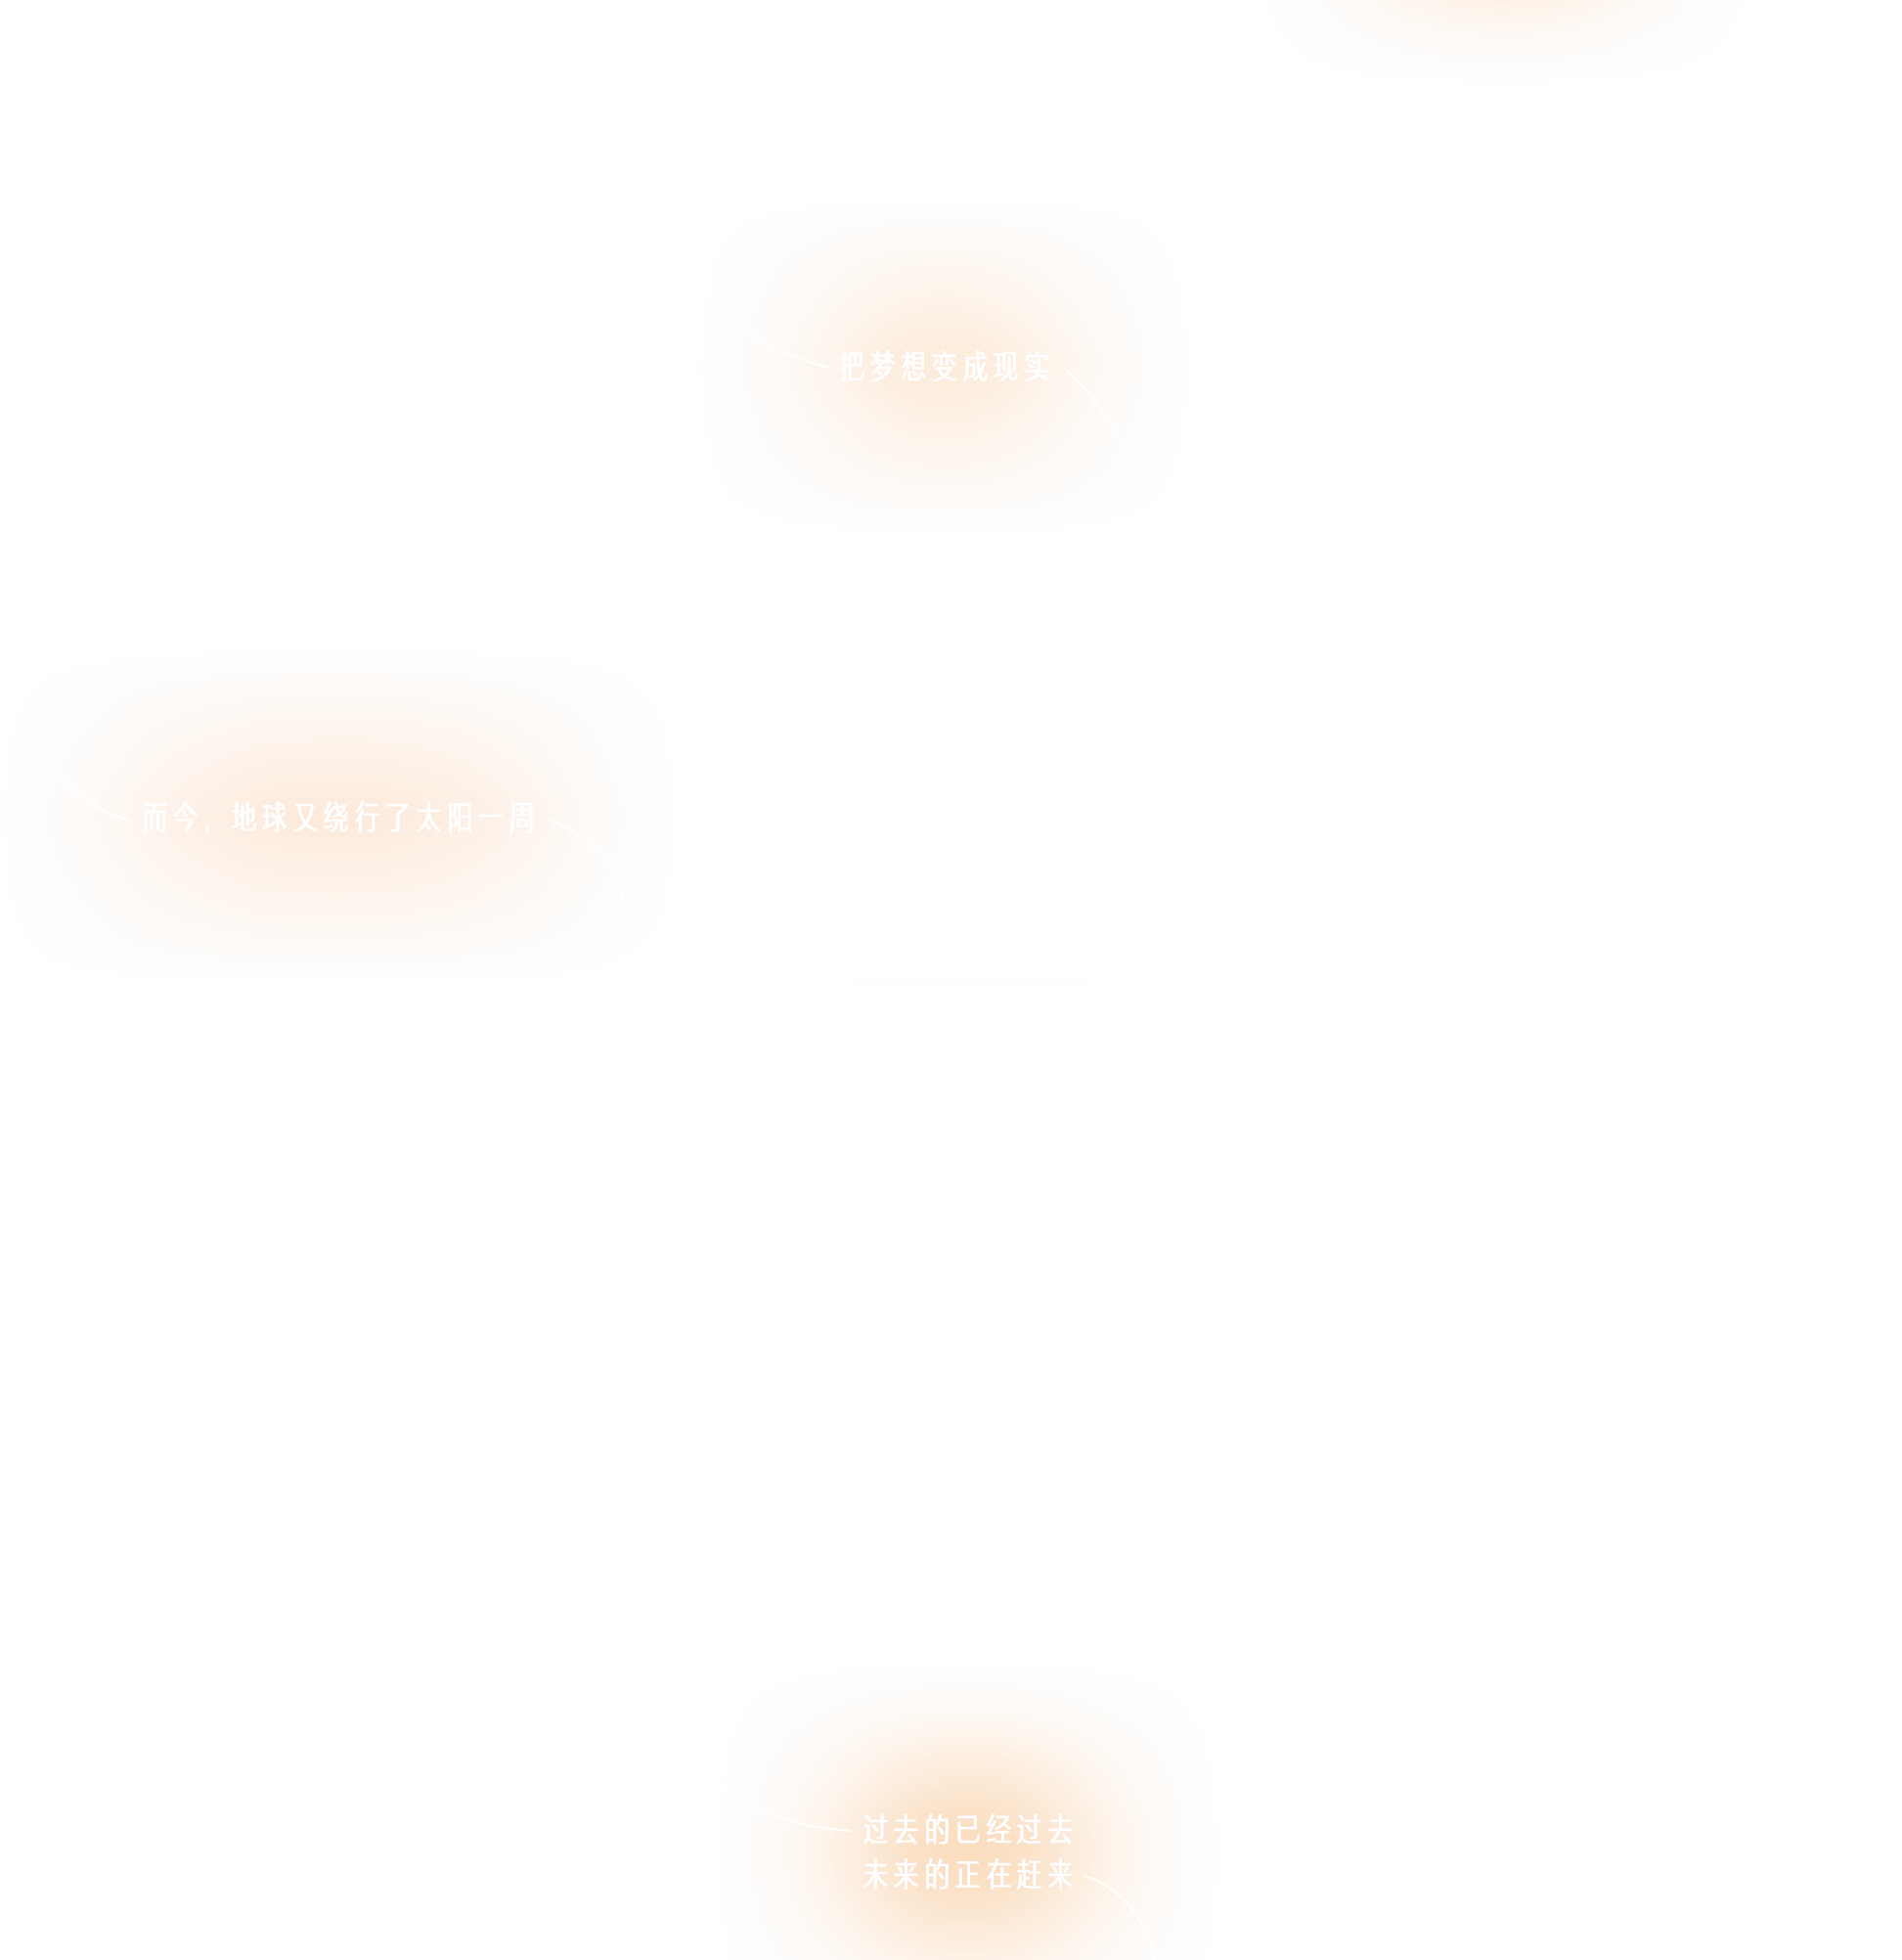 把梦想变成现实
而今，地球又绕行了太阳一周
过去的已经过去
未来的正在赶来